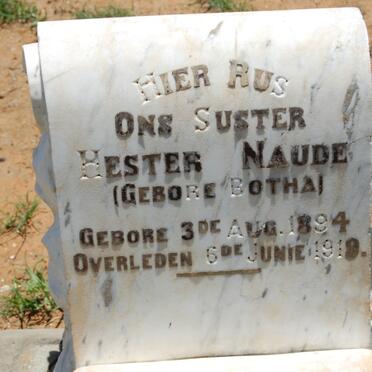 HIER RUS
ONS SUSTER
HESTER NAUDE
(GEBORE BOTHA)
GEBORE 3DE AUG. 1894
OVERLEDEN 6DE JUNIE 1919.